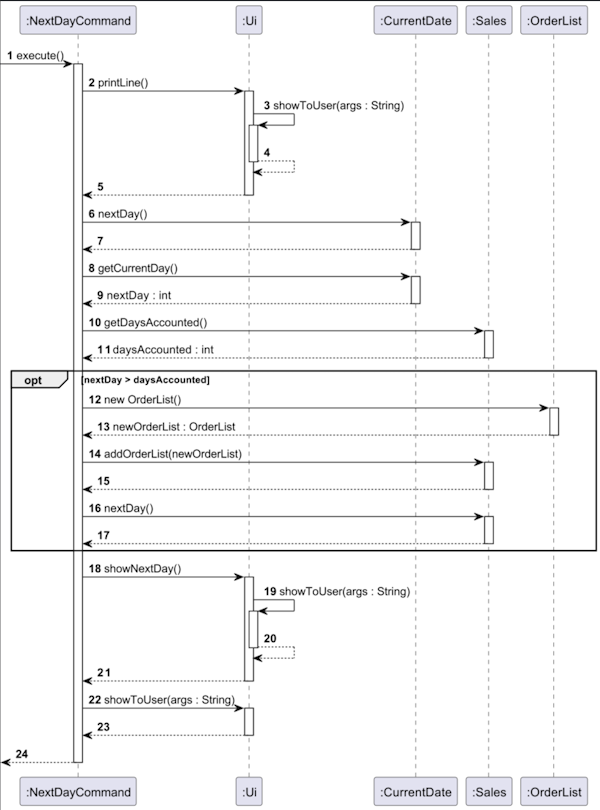 :NextDayCommand :Ui :CurrentDate :Sales :OrderList
1 execute()
2 printLine()
3 showToUser(args : String)
4
5
6 nextDay()
7
8 getCurrentDay()
9 nextDay : int
10 getDaysAccounted()
11 daysAccounted : int
opt [nextDay > daysAccounted]
12 new OrderList()
13 newOrderList : OrderList
14 addOrderList(newOrderList)
15
16 nextDay()
17
18 showNextDay()
19 showToUser(args : String)
20
21
22 showToUser(args : String)
23
24
:NextDayCommand :Ui :CurrentDate :Sales :OrderList